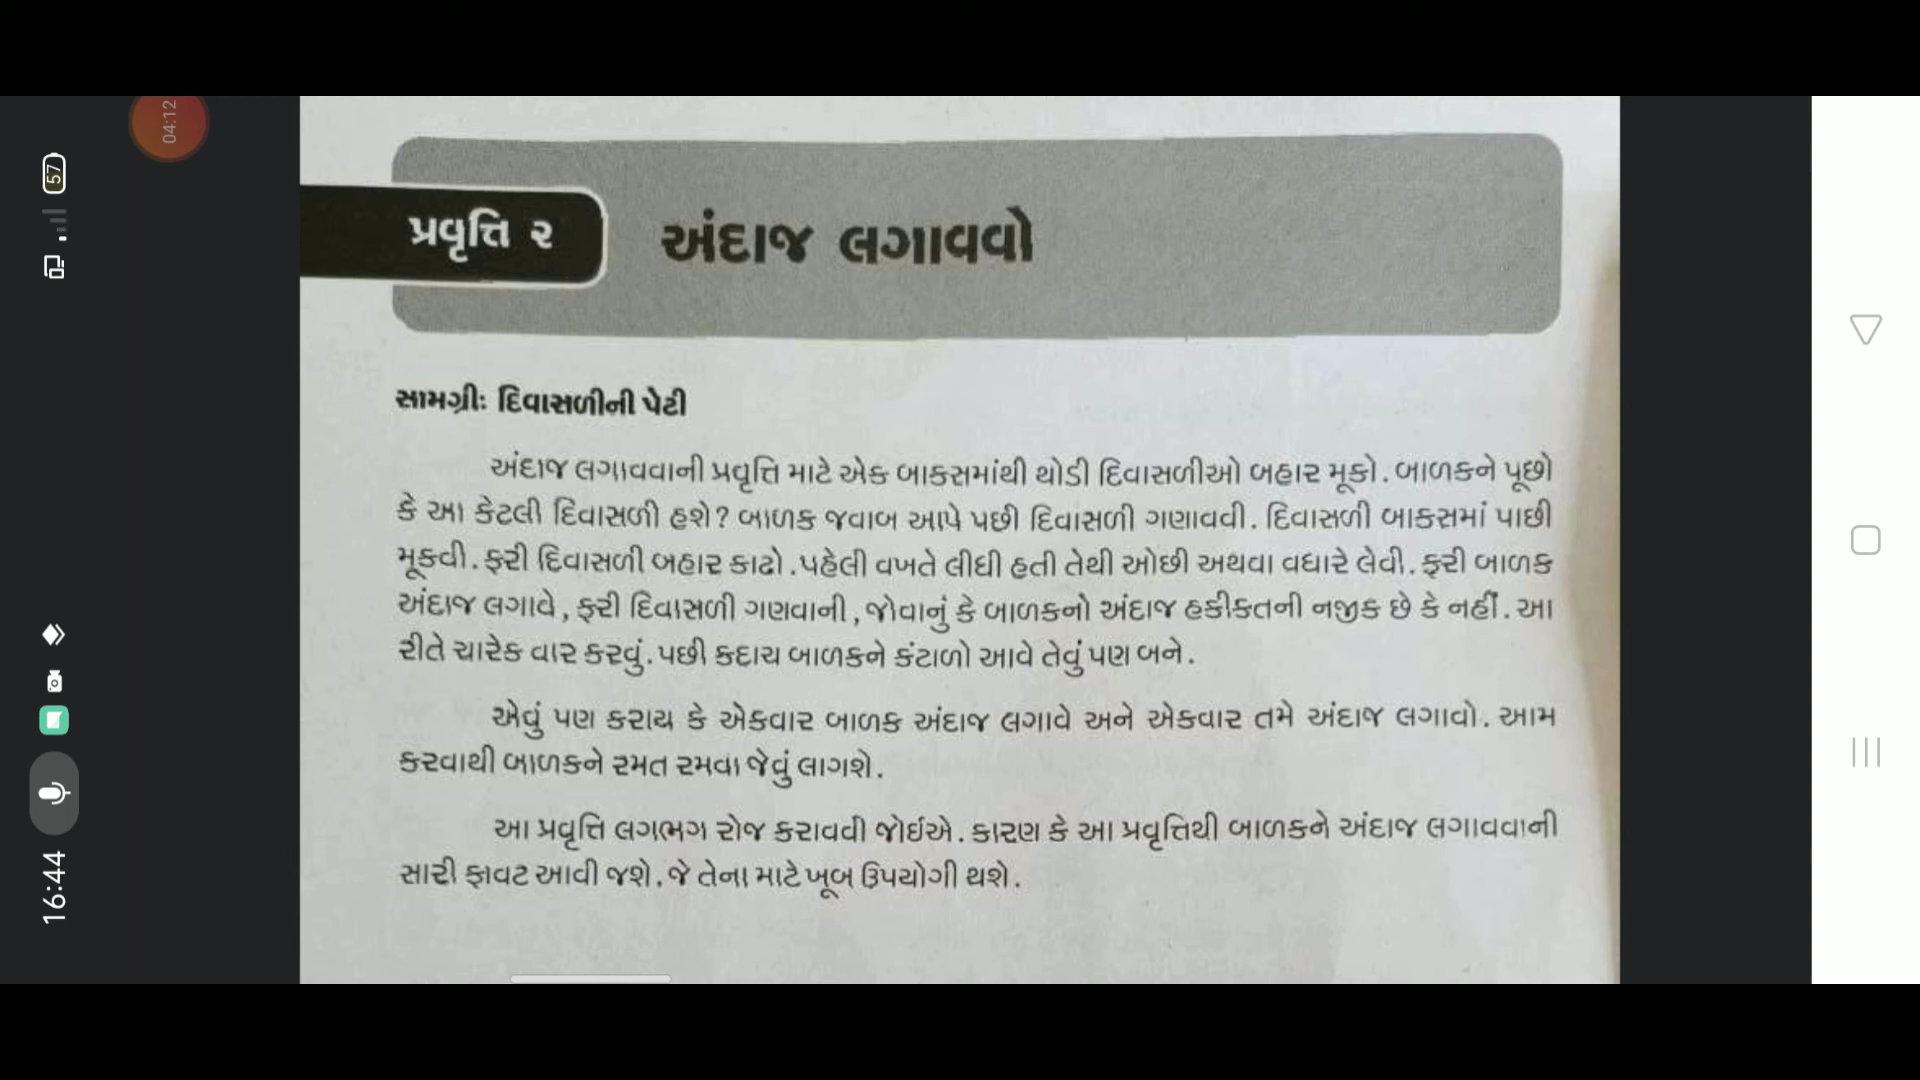 04:12
57
પ્રવૃત્તિ ૨
અંદાજ લગાવવો
સામગ્રીઃ દિવાસળીની પેટી
અંદાજ લગાવવાની પ્રવૃત્તિ માટે એક બાકસમાંથી થોડી દિવાસળીઓ બહાર મૂકો. બાળકને પૂછો
કે આ કેટલી દિવાસળી હશે? બાળક જવાબ આપે પછી દિવાસળી ગણાવવી. દિવાસળી બાકસમાં પાછી
મૂકવી. ફરી દિવાસળી બહાર કાઢો. પહેલી વખતે લીધી હતી તેથી ઓછી અથવા વધારે લેવી. ફરી બાળક
અંદાજ લગાવે, ફરી દિવાસળી ગણવાની, જોવાનું કે બાળકનો અંદાજ હકીકતની નજીક છે કે નહીં. આ
રીતે ચારેક વાર કરવું. પછી કદાચ બાળકને કંટાળો આવે તેવું પણ બને.
એવું પણ કરાય કે એકવાર બાળક અંદાજ લગાવે અને એકવાર તમે અંદાજ લગાવો. આમ
કરવાથી બાળકને રમત રમવા જેવું લાગશે.
આ પ્રવૃત્તિ લગભગ રોજ કરાવવી જોઈએ. કારણ કે આ પ્રવૃત્તિથી બાળકને અંદાજ લગાવવાની
સારી ફાવટ આવી જશે. જે તેના માટે ખૂબ ઉપયોગી થશે.
16:44